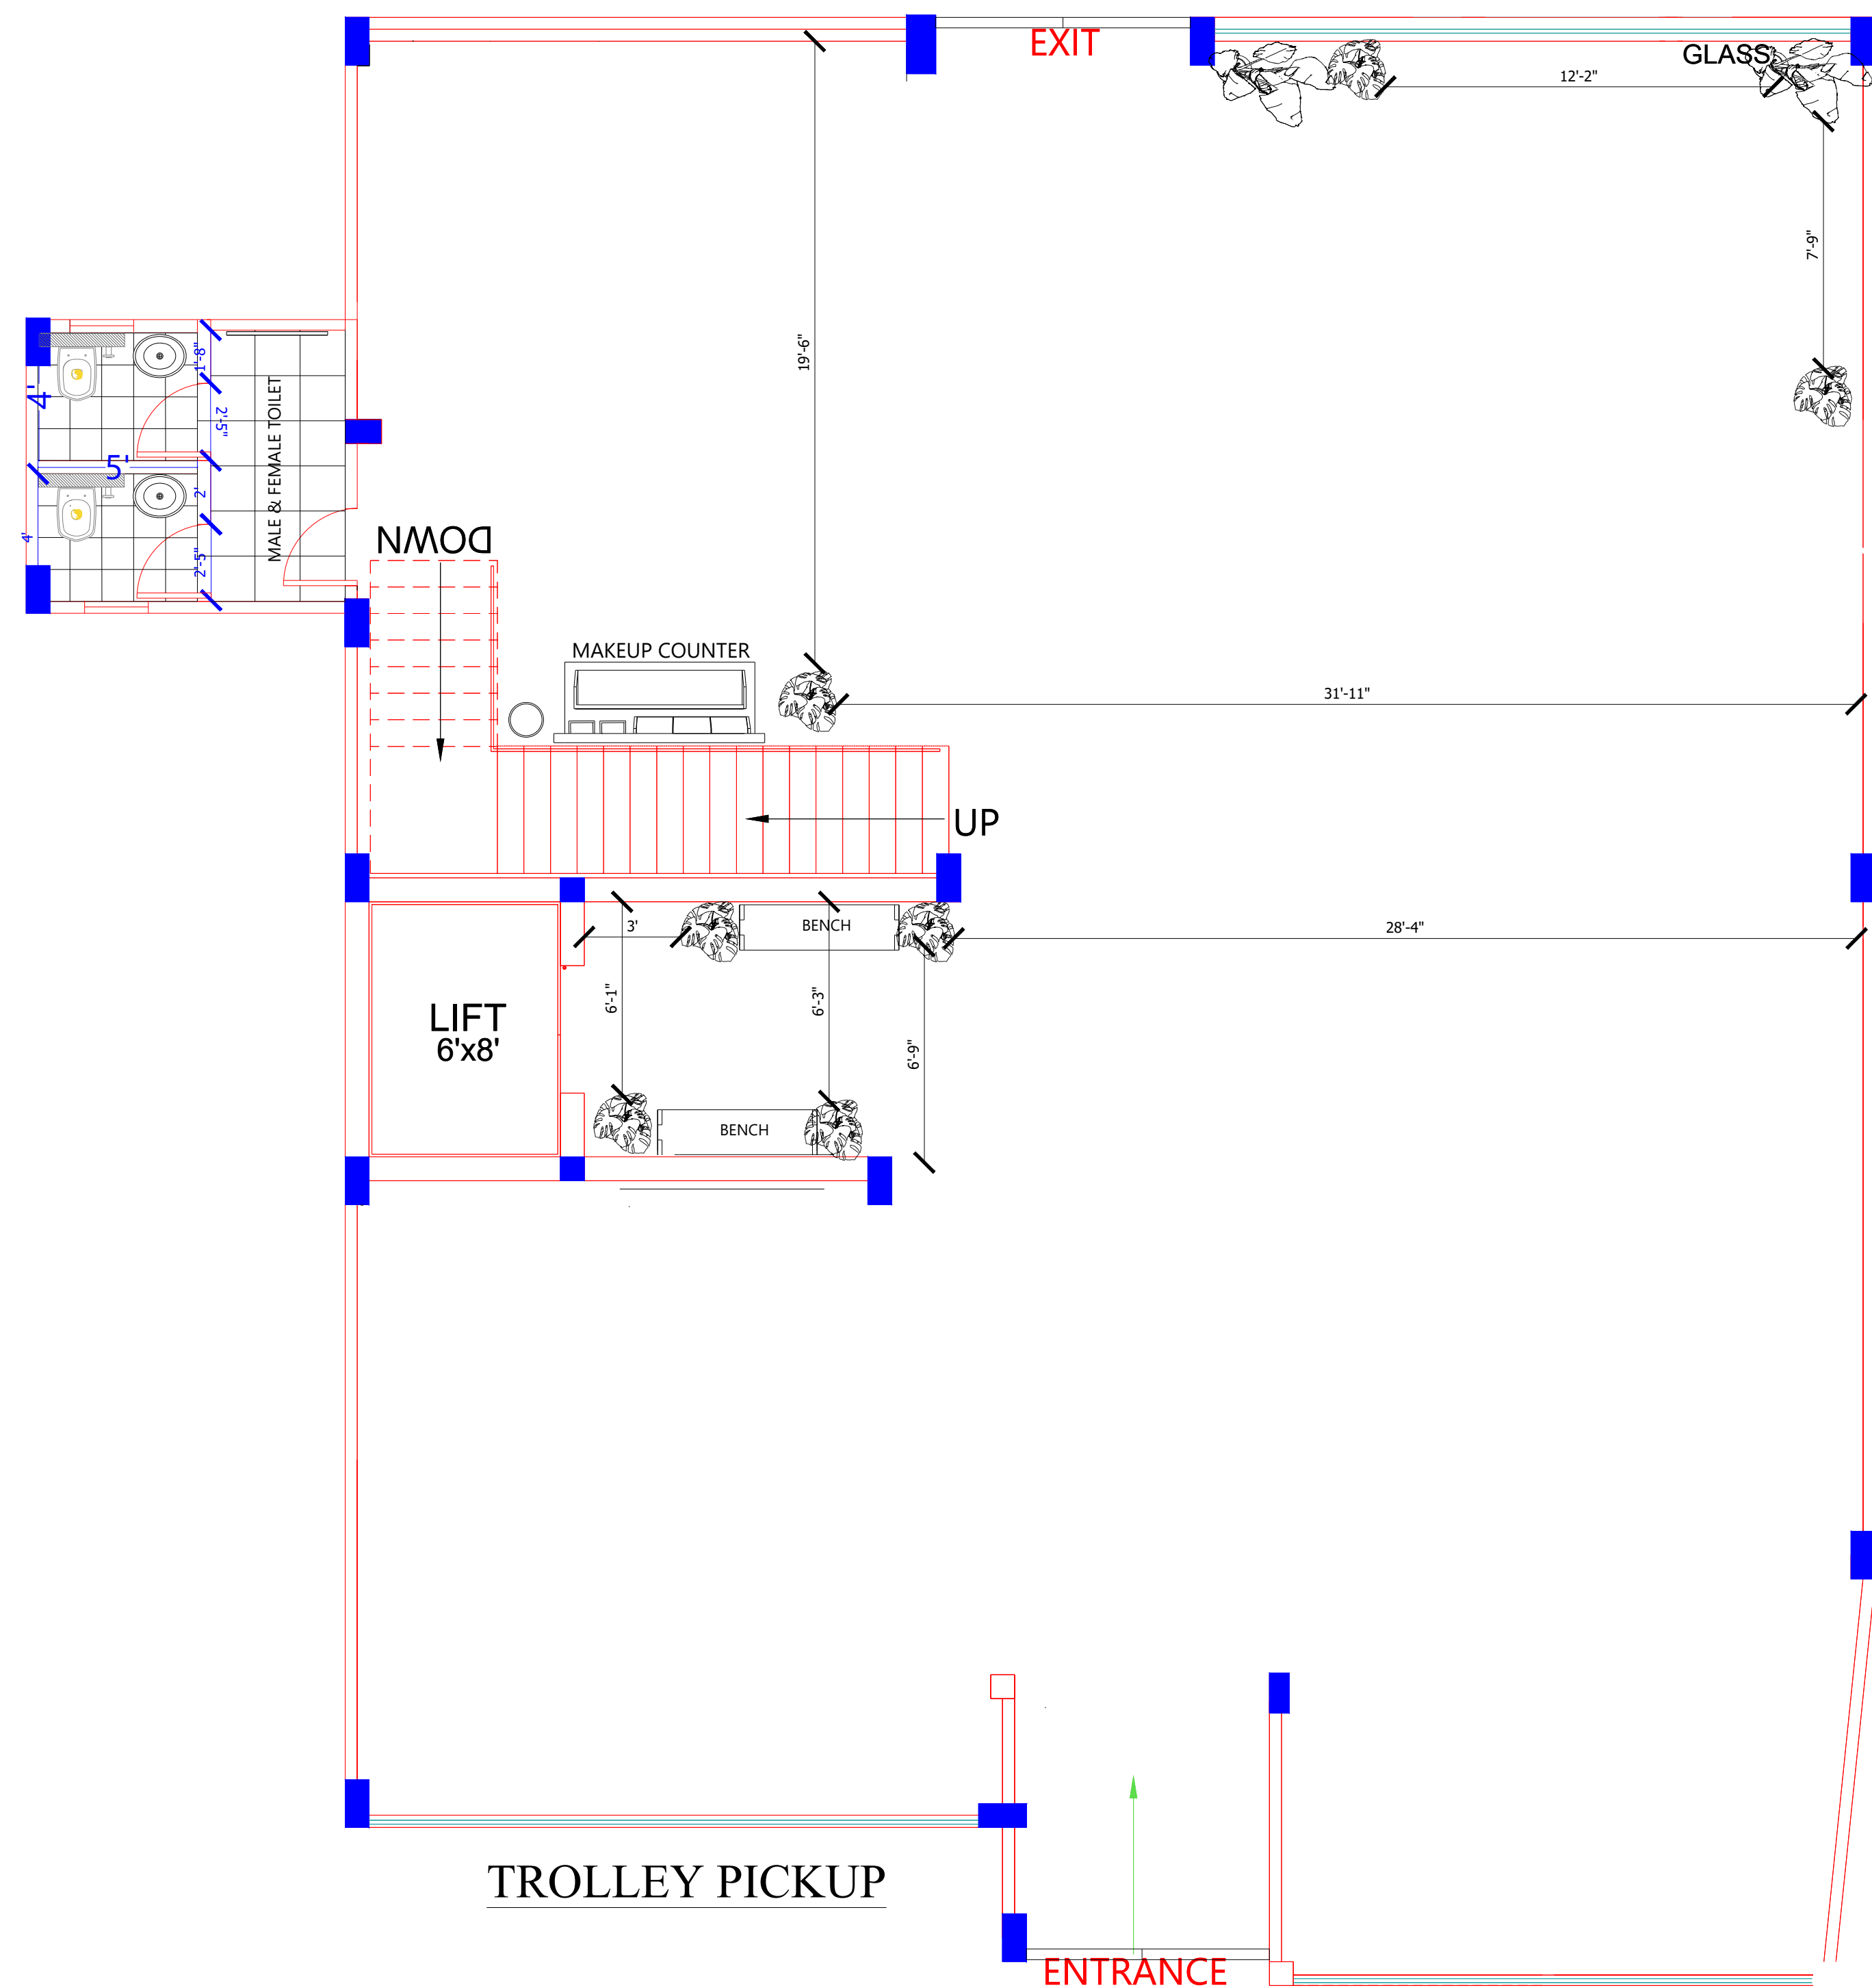 EXIT
GLASS
12'-2"
7'-9"
19'-6"
1'-8"
4'
2'-5"
MALE & FEMALE TOILET
5'
2'
4'
2'-5"
DOWN
MAKEUP COUNTER
31'-11"
UP
3'
BENCH
28'-4"
6'-1"
6'-3"
LIFT
6'x8'
6'-9"
BENCH
TROLLEY PICKUP
ENTRANCE